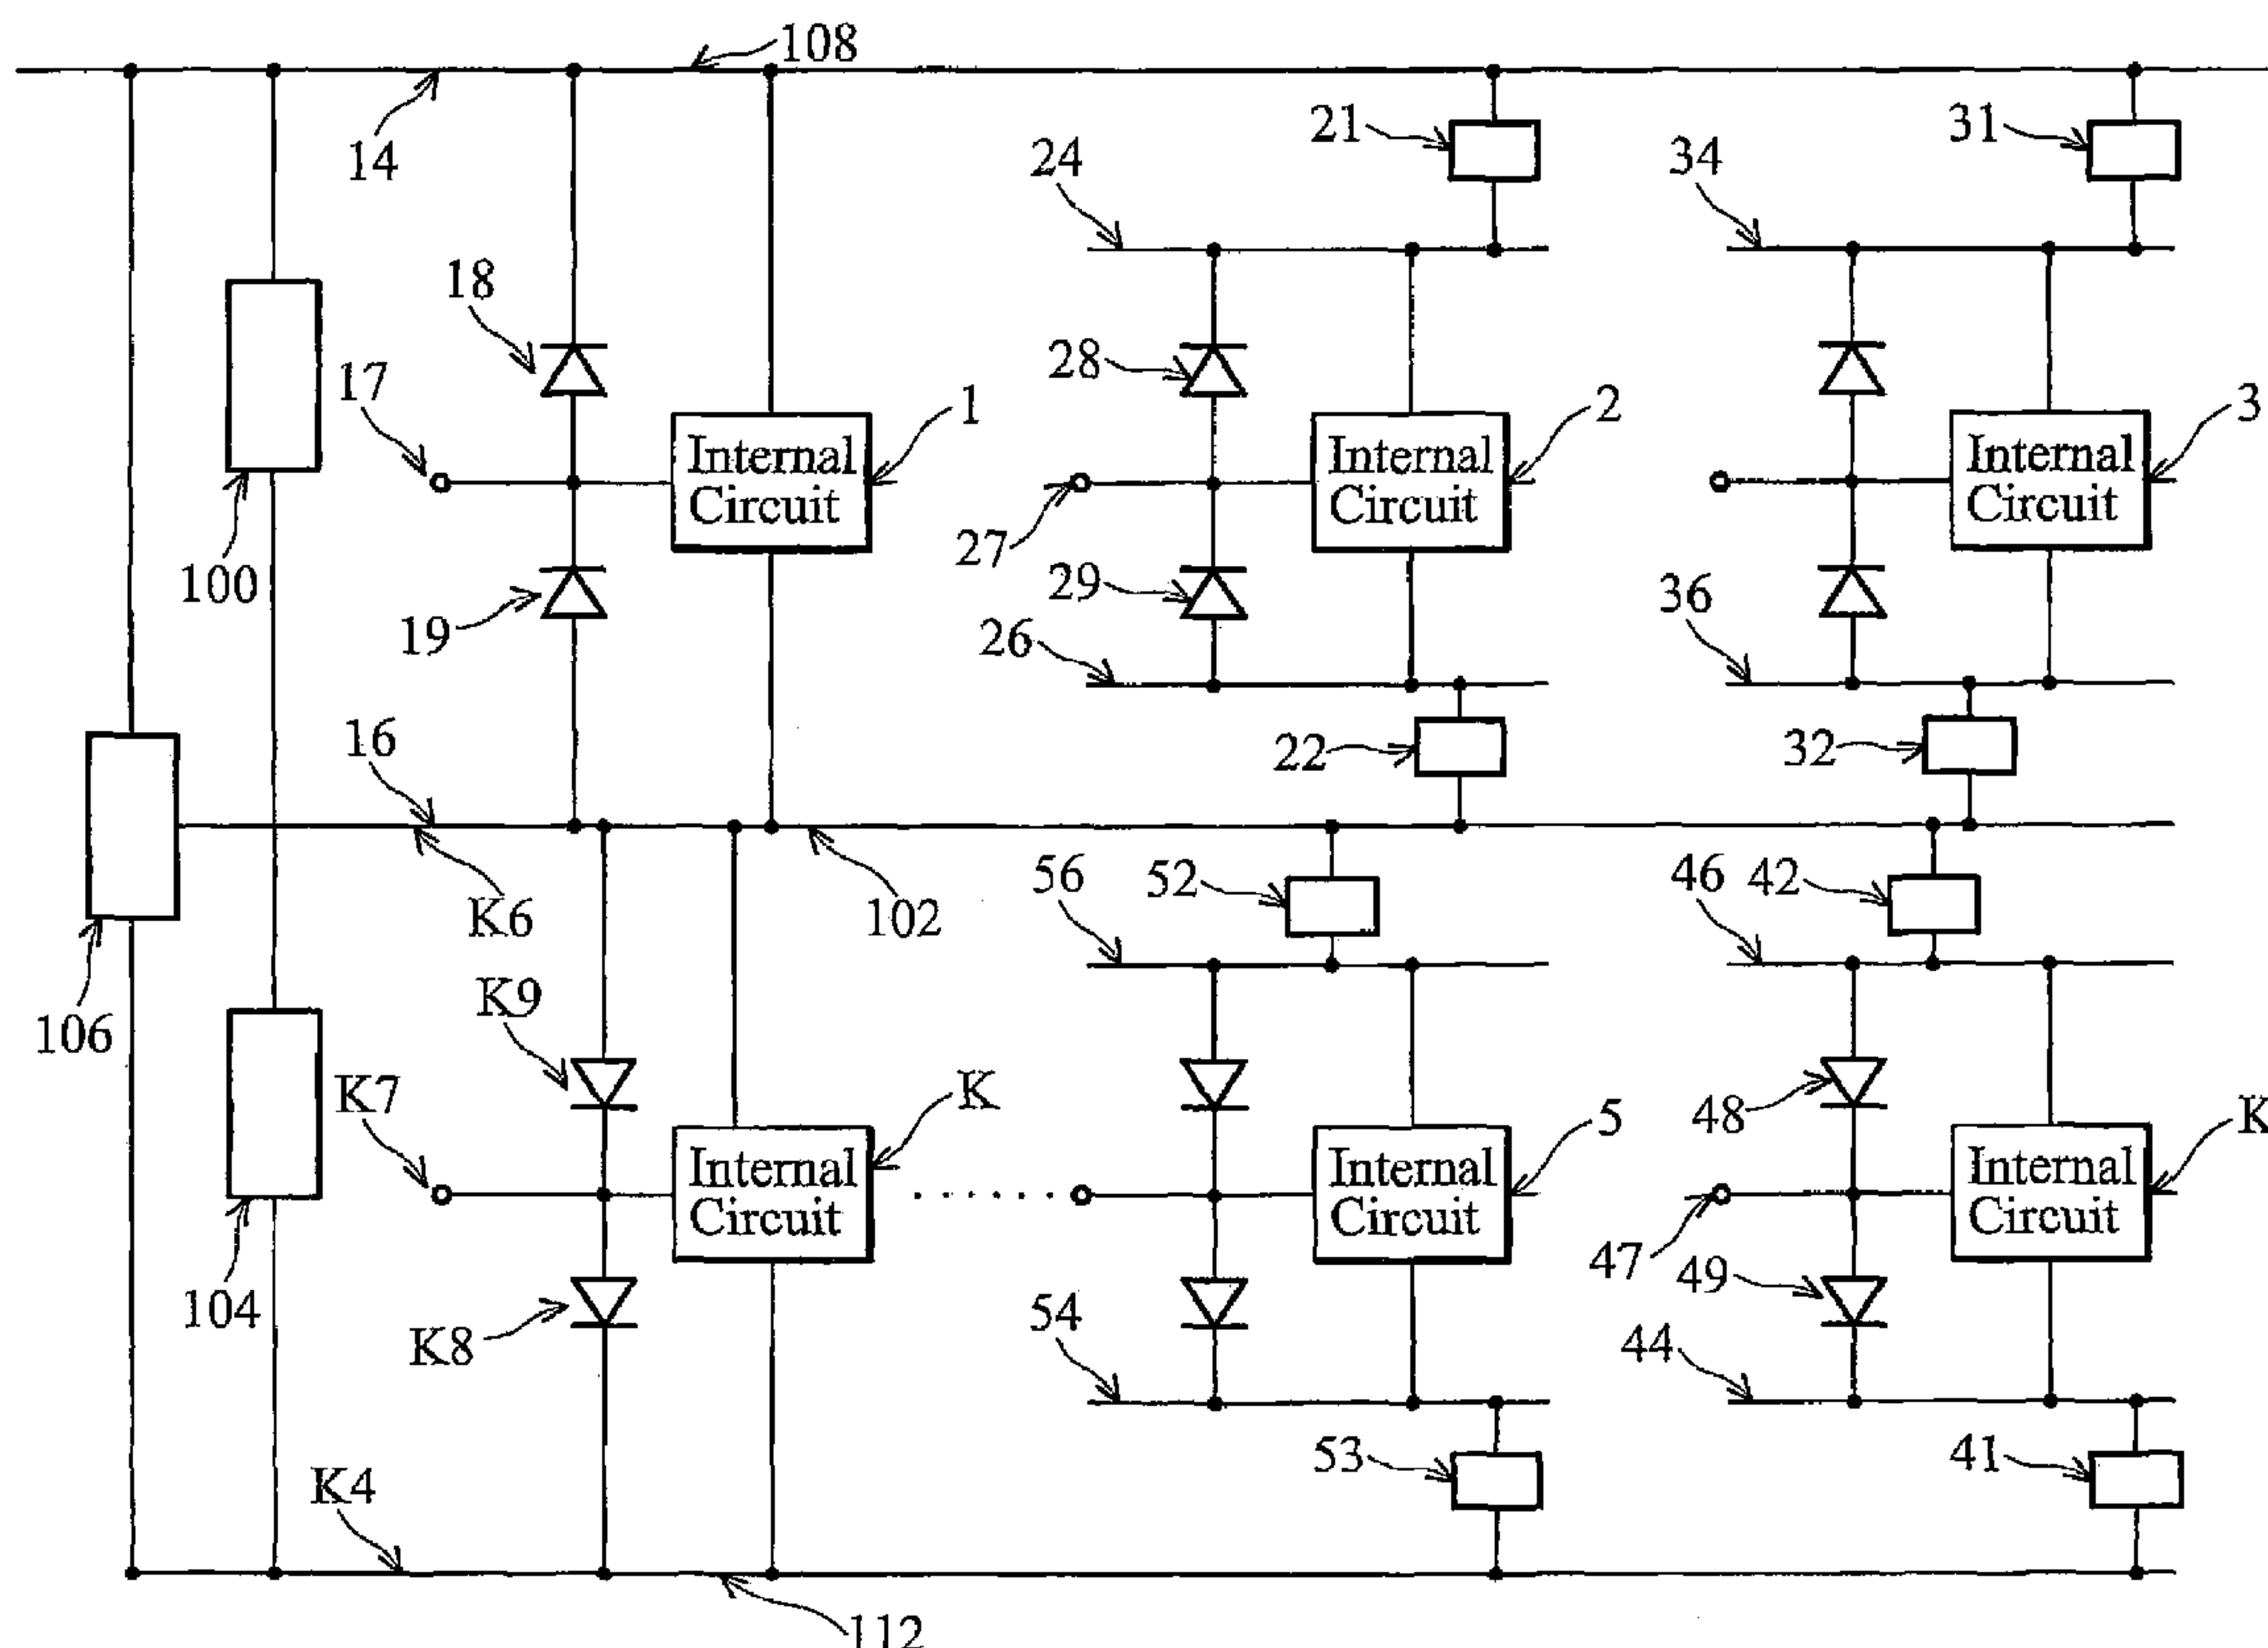 108
14
21
31
24
34
18
28
17
1
2
3
Internal
Circuit
Internal
Circuit
Internal
Circuit
100
27
29
19
26
36
16
22
32
K6
102
56
52
46
42
106
K9
K7
K
48
5
K
Internal
Circuit
Internal
Circuit
Internal
Circuit
. . . . . . .
47
49
104
K8
54
44
53
41
K4
112